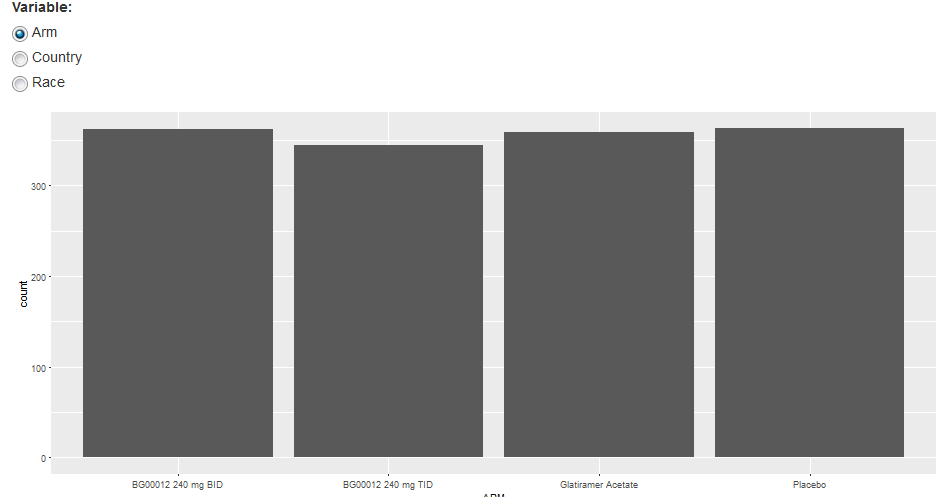 Variable:
Arm
Country
Race
300
200
100
0
count
BG00012 240 mg BID
BG00012 240 mg TID
Glatiramer Acetate
Placebo
ARM